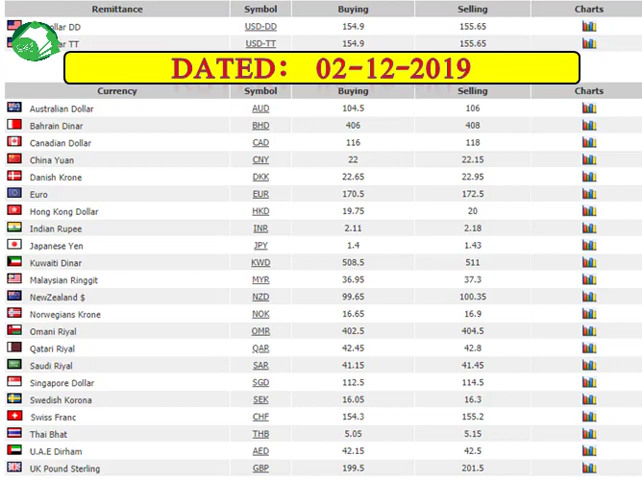 Remittance Symbol Buying Selling Charts
llar DD USD-DD 154.9 155.65
ar TT USD-TT 154.9 155.65
DATED: 02-12-2019
Currency Symbol Buying Selling Charts
Australian Dollar AUD 104.5 106
Bahrain Dinar BHD 406 408
Canadian Dollar CAD 116 118
China Yuan CNY 22 22.15
Danish Krone DKK 22.65 22.95
Euro EUR 170.5 172.5
Hong Kong Dollar HKD 19.75 20
Indian Rupee INR 2.11 2.18
Japanese Yen JPY 1.4 1.43
Kuwaiti Dinar KWD 508.5 511
Malaysian Ringgit MYR 36.95 37.3
NewZealand $ NZD 99.65 100.35
Norwegians Krone NOK 16.65 16.9
Omani Riyal OMR 402.5 404.5
Qatari Riyal QAR 42.45 42.8
Saudi Riyal SAR 41.15 41.45
Singapore Dollar SGD 112.5 114.5
Swedish Korona SEK 16.05 16.3
Swiss Franc CHF 154.3 155.2
Thai Bhat THB 5.05 5.15
U.A.E Dirham AED 42.15 42.5
UK Pound Sterling GBP 199.5 201.5